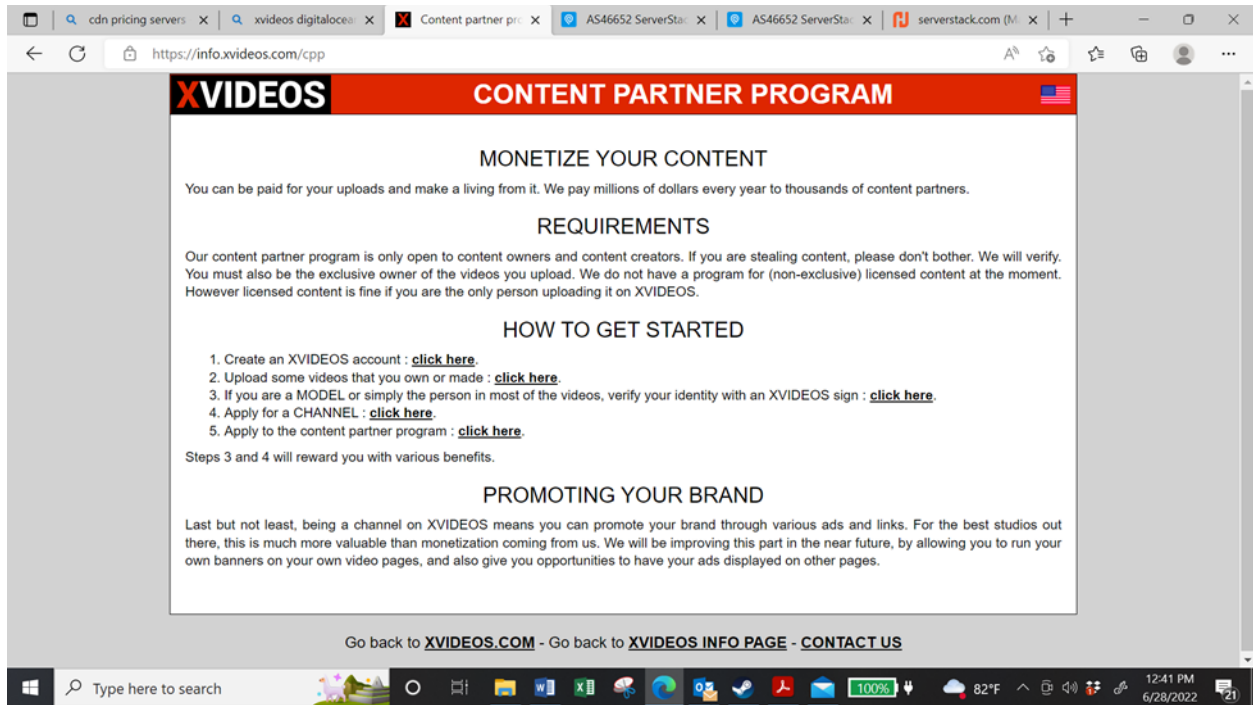 cdn pricing servers
xvideos digitalocea
Content partner pro
AS46652 ServerStac
AS46652 ServerStac
serverstack.com (M
https://info.xvideos.com/cpp
XVIDEOS
CONTENT PARTNER PROGRAM
MONETIZE YOUR CONTENT
You can be paid for your uploads and make a living from it. We pay millions of dollars every year to thousands of content partners.
REQUIREMENTS
Our content partner program is only open to content owners and content creators. If you are stealing content, please don't bother. We will verify.
You must also be the exclusive owner of the videos you upload. We do not have a program for (non-exclusive) licensed content at the moment.
However licensed content is fine if you are the only person uploading it on XVIDEOS.
HOW TO GET STARTED
1. Create an XVIDEOS account : click here.
2. Upload some videos that you own or made : click here.
3. If you are a MODEL or simply the person in most of the videos, verify your identity with an XVIDEOS sign : click here.
4. Apply for a CHANNEL : click here.
5. Apply to the content partner program : click here.
Steps 3 and 4 will reward you with various benefits.
PROMOTING YOUR BRAND
Last but not least, being a channel on XVIDEOS means you can promote your brand through various ads and links. For the best studios out
there, this is much more valuable than monetization coming from us. We will be improving this part in the near future, by allowing you to run your
own banners on your own video pages, and also give you opportunities to have your ads displayed on other pages.
Go back to XVIDEOS.COM - Go back to XVIDEOS INFO PAGE - CONTACT US
Type here to search
100%
82°F
12:41 PM
6/28/2022
21